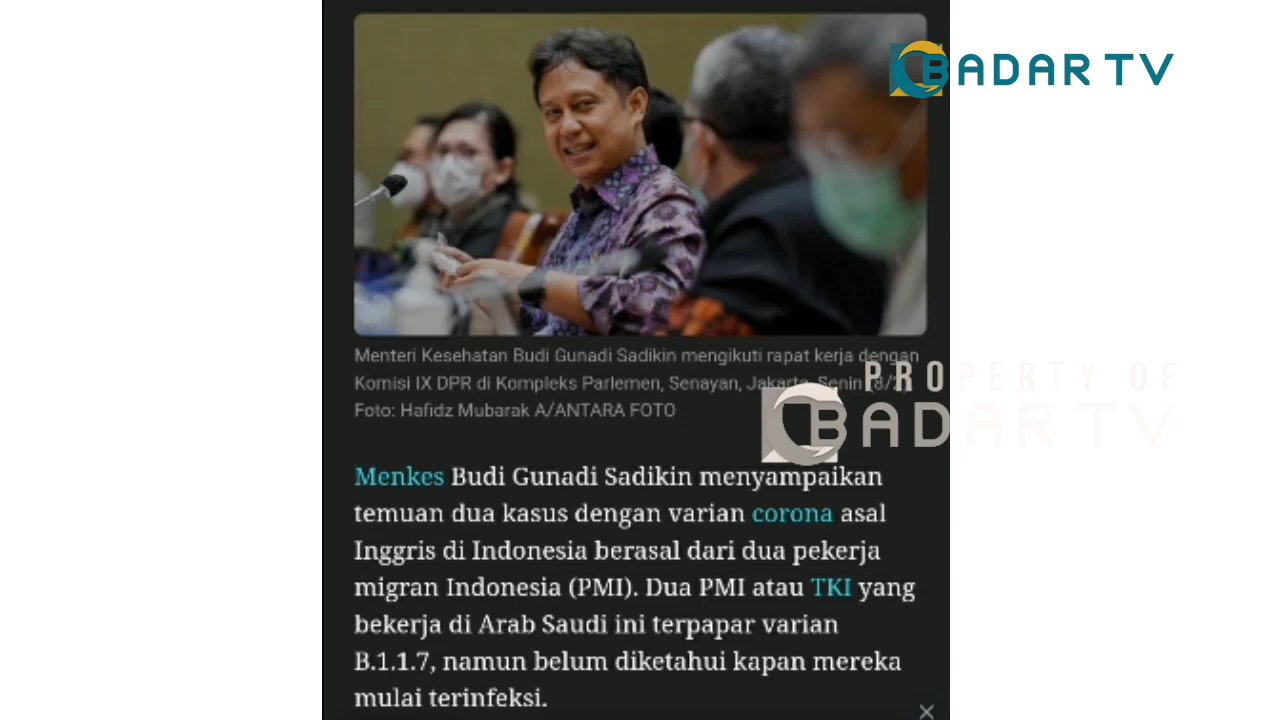 BADAR TV
Menteri Kesehatan Budi Gunadi Sadikin mengikuti rapat kerja dengan
Komisi IX DPR di Kompleks Parlemen, Senayan, Jakarta, Senin (8/2).
Foto: Hafidz Mubarak A/ANTARA FOTO
PROPERTY OF
BADAR TV
Menkes Budi Gunadi Sadikin menyampaikan
temuan dua kasus dengan varian corona asal
Inggris di Indonesia berasal dari dua pekerja
migran Indonesia (PMI). Dua PMI atau TKI yang
bekerja di Arab Saudi ini terpapar varian
B.1.1.7, namun belum diketahui kapan mereka
mulai terinfeksi.